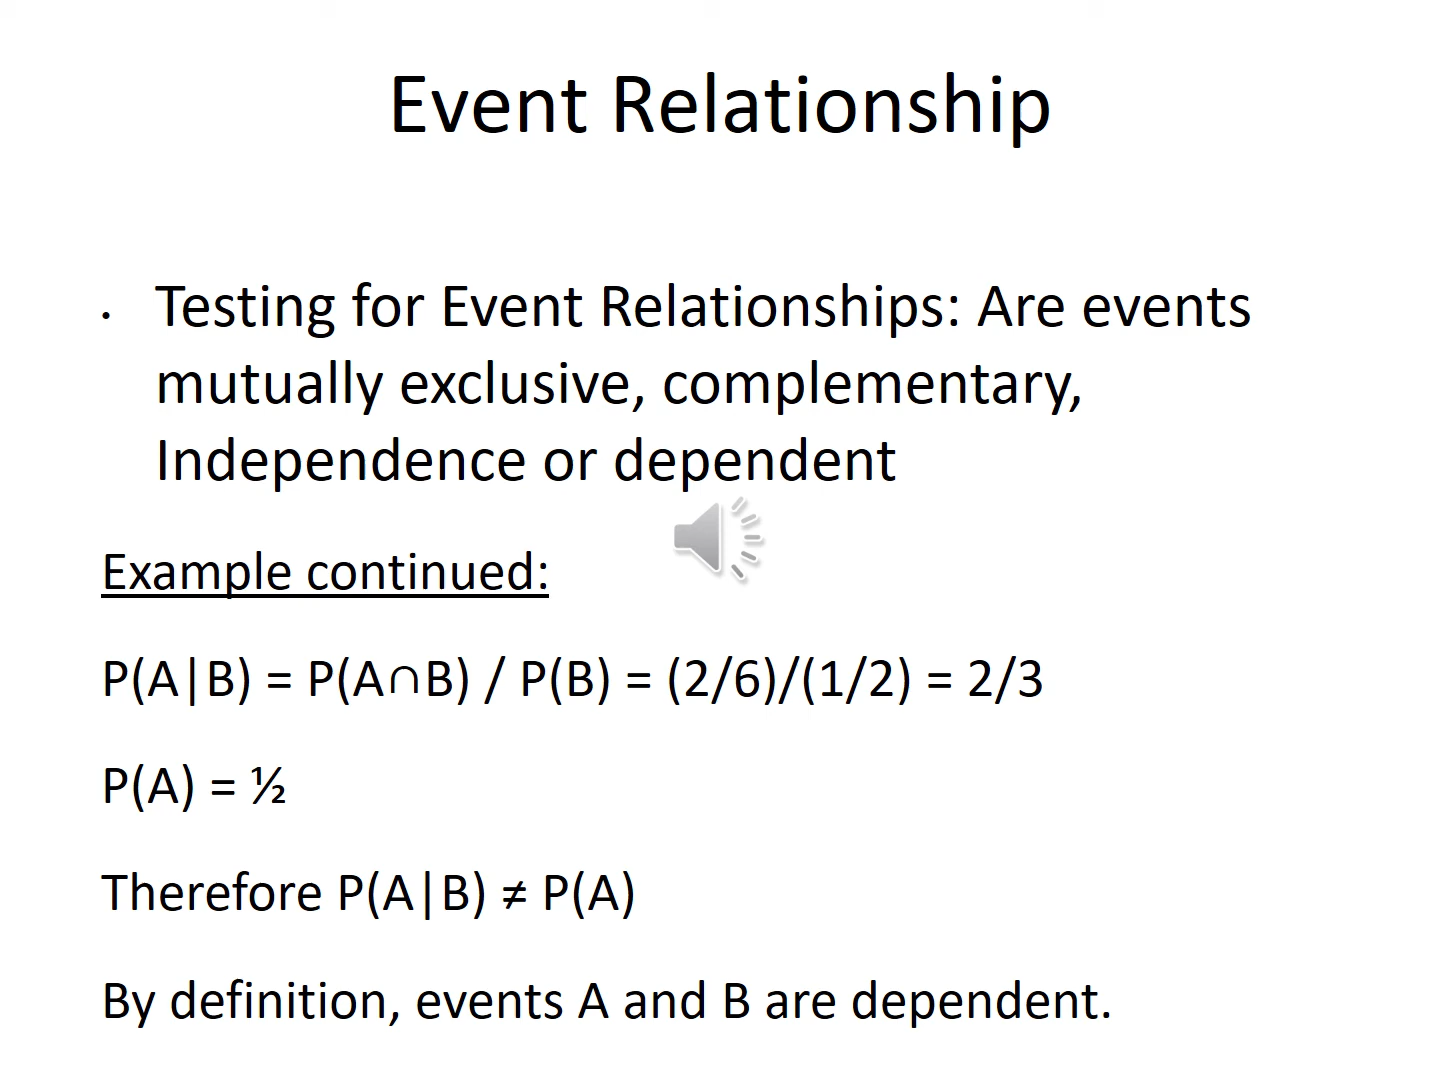 Event Relationship
• Testing for Event Relationships: Are events
mutually exclusive, complementary,
Independence or dependent
Example continued:
P(A|B) = P(A∩B) / P(B) = (2/6)/(1/2) = 2/3
P(A) = ½
Therefore P(A|B) ≠ P(A)
By definition, events A and B are dependent.